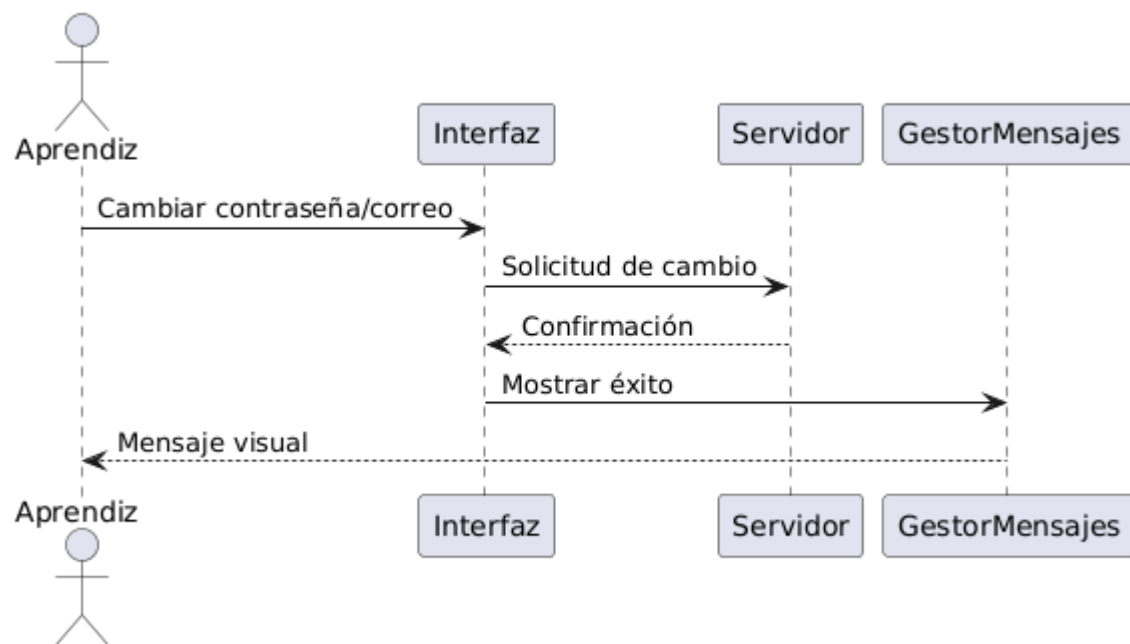 Aprendiz
Interfaz
Servidor
GestorMensajes
Cambiar contraseña/correo
Solicitud de cambio
Confirmación
Mostrar éxito
Mensaje visual
Aprendiz
Interfaz
Servidor
GestorMensajes